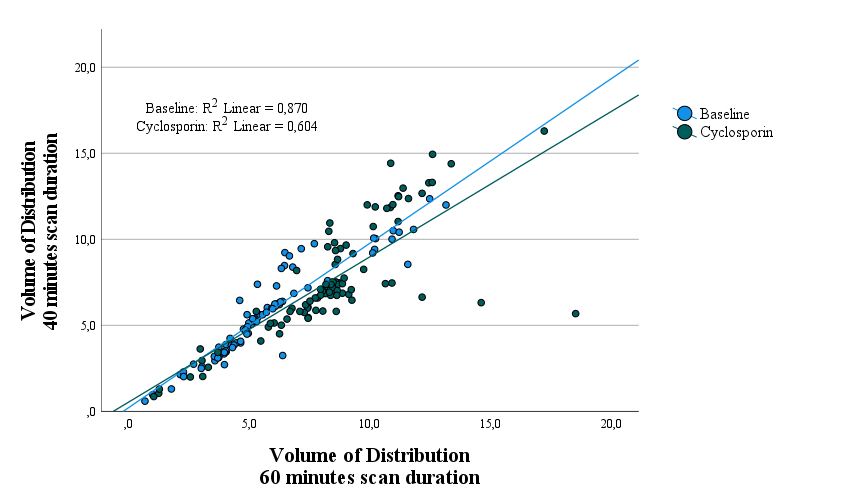 20,0
15,0
10,0
5,0
,0
Baseline: R2 Linear = 0,870
Cyclosporin: R2 Linear = 0,604
Baseline
Cyclosporin
Volume of Distribution
40 minutes scan duration
,0 5,0 10,0 15,0 20,0
Volume of Distribution
60 minutes scan duration